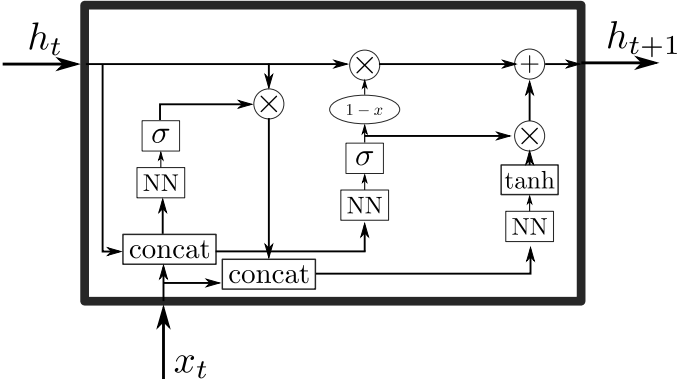 h_t
h_{t+1}
×
+
×
1 − x
σ
×
σ
NN
tanh
NN
NN
concat
concat
x_t